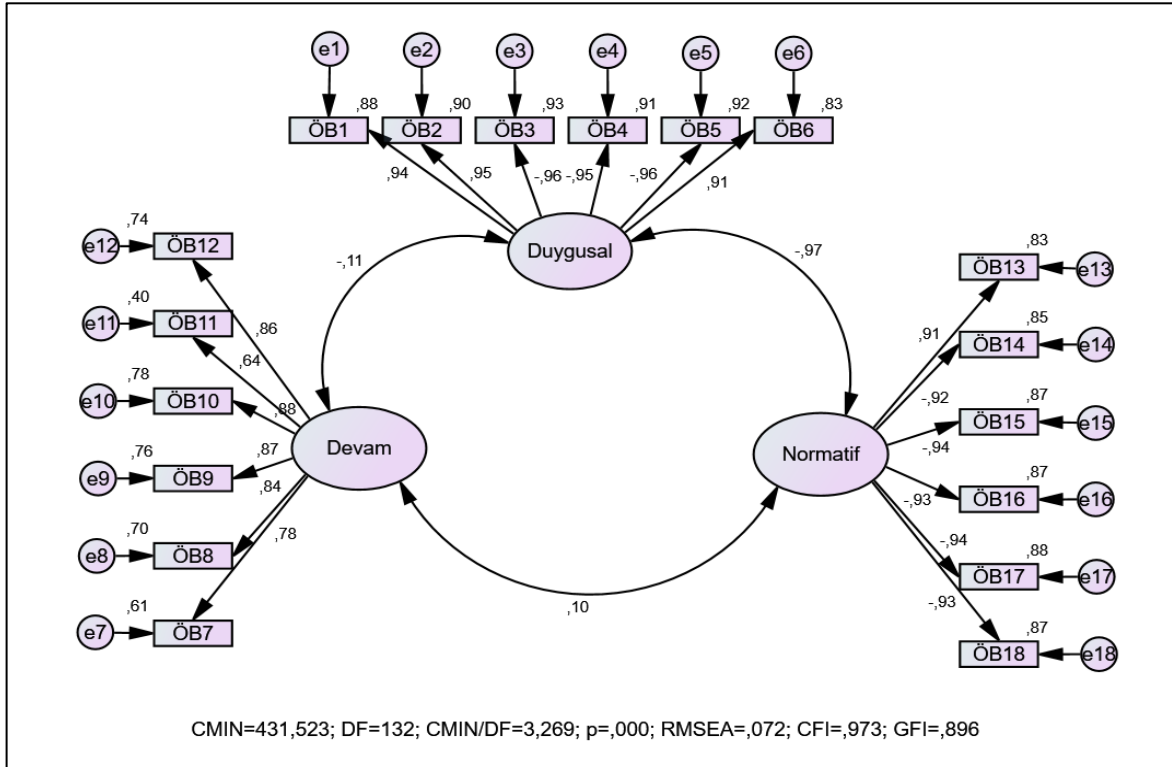 e1 e2 e3 e4 e5 e6
,88 ,90 ,93 ,91 ,92 ,83
ÖB1 ÖB2 ÖB3 ÖB4 ÖB5 ÖB6
,94 ,95 -,96 -,95 -,96 ,91
Duygusal
-,11 -,97
,74
e12 ÖB12
,86
,40
e11 ÖB11
,64
,78
e10 ÖB10
,88
,76
e9 ÖB9
,87
,70
e8 ÖB8
,84
,61
e7 ÖB7
,78
Devam
,10
Normatif
,83
ÖB13 e13
,91
,85
ÖB14 e14
-,92
,87
ÖB15 e15
-,94
,87
ÖB16 e16
-,93
,88
ÖB17 e17
-,94
,87
ÖB18 e18
-,93
CMIN=431,523; DF=132; CMIN/DF=3,269; p=,000; RMSEA=,072; CFI=,973; GFI=,896